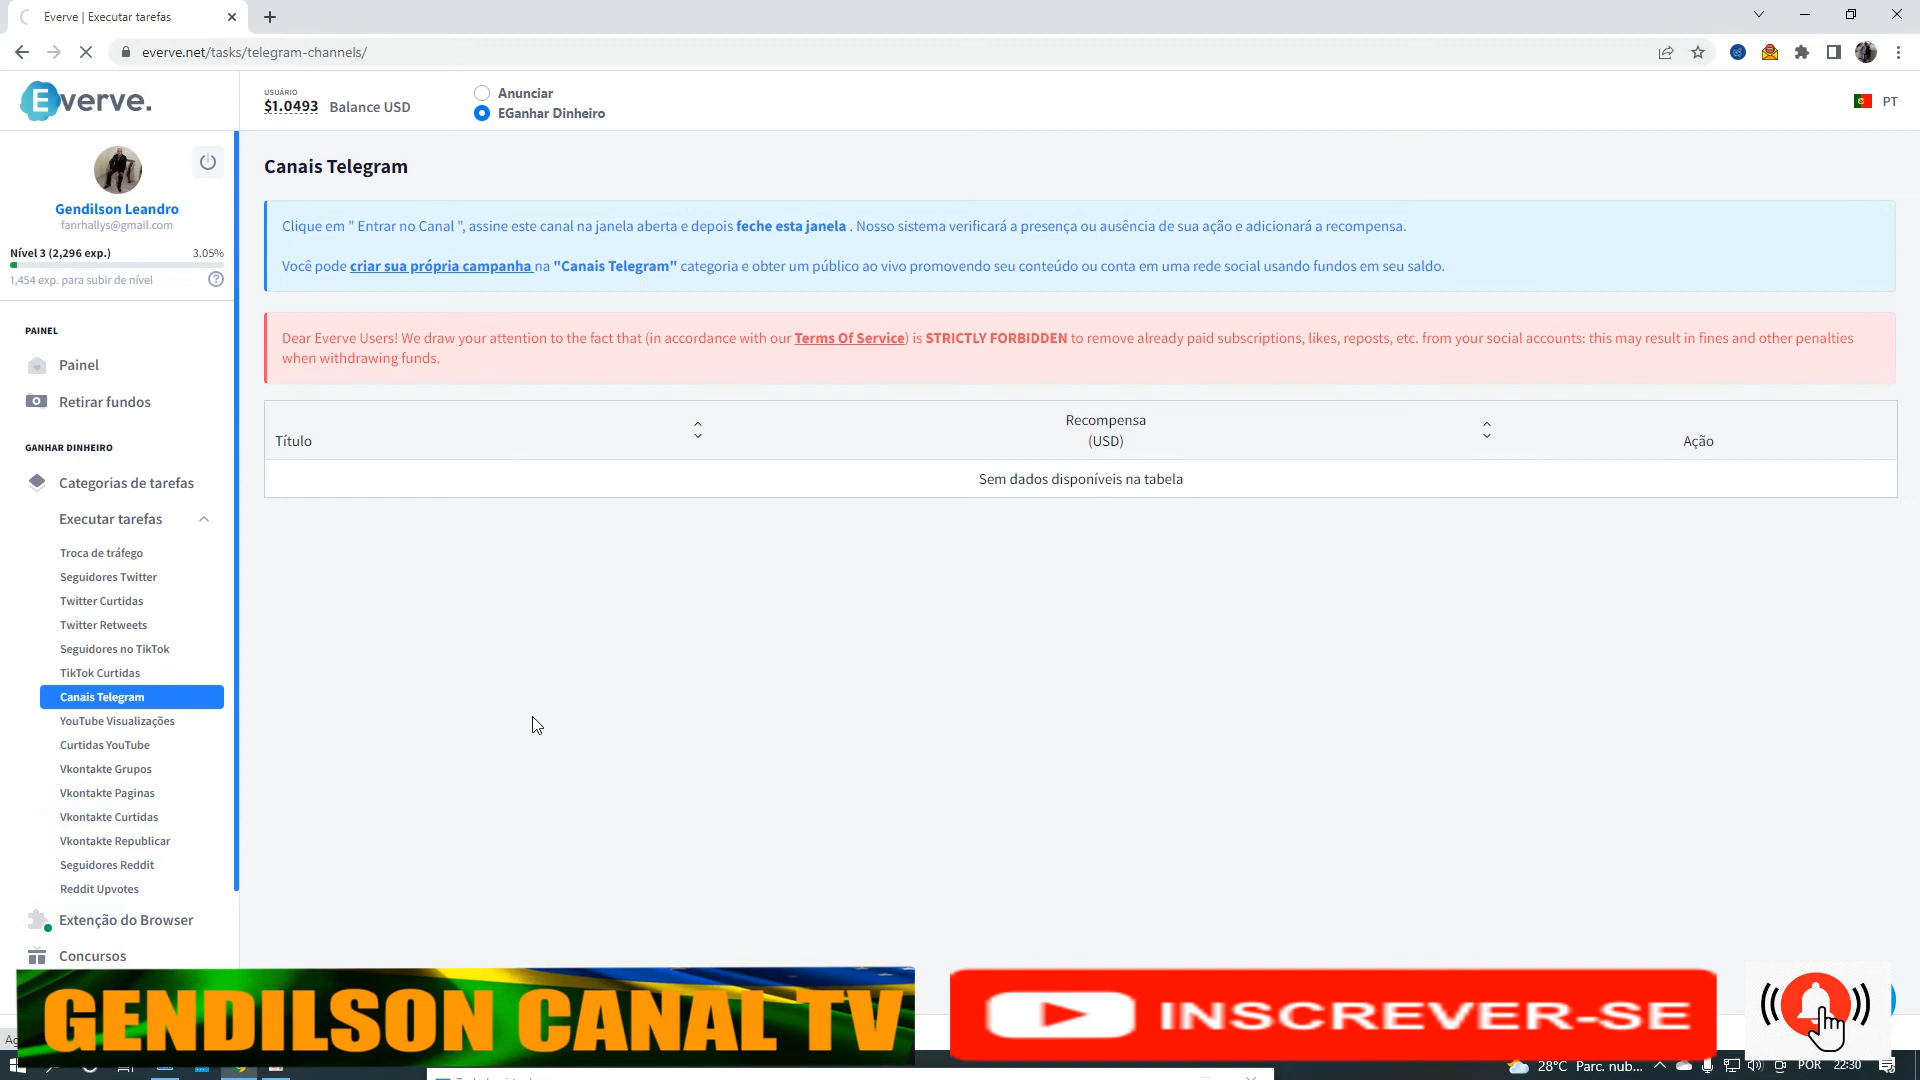 Everve | Executar tarefas
everve.net/tasks/telegram-channels/
Everve.
USUÁRIO
$1.0493 Balance USD
Anunciar
EGanhar Dinheiro
PT
Gendilson Leandro
fanrhallys@gmail.com
Nível 3 (2,296 exp.) 3.05%
1,454 exp. para subir de nível
PAINEL
Painel
Retirar fundos
GANHAR DINHEIRO
Categorias de tarefas
Executar tarefas
Troca de tráfego
Seguidores Twitter
Twitter Curtidas
Twitter Retweets
Seguidores no TikTok
TikTok Curtidas
Canais Telegram
YouTube Visualizações
Curtidas YouTube
Vkontakte Grupos
Vkontakte Paginas
Vkontakte Curtidas
Vkontakte Republicar
Seguidores Reddit
Reddit Upvotes
Extenção do Browser
Concursos
Canais Telegram
Clique em " Entrar no Canal ", assine este canal na janela aberta e depois feche esta janela . Nosso sistema verificará a presença ou ausência de sua ação e adicionará a recompensa.
Você pode criar sua própria campanha na "Canais Telegram" categoria e obter um público ao vivo promovendo seu conteúdo ou conta em uma rede social usando fundos em seu saldo.
Dear Everve Users! We draw your attention to the fact that (in accordance with our Terms Of Service) is STRICTLY FORBIDDEN to remove already paid subscriptions, likes, reposts, etc. from your social accounts: this may result in fines and other penalties
when withdrawing funds.
Título
Recompensa
(USD)
Ação
Sem dados disponíveis na tabela
GENDILSON CANAL TV
INSCREVER-SE
28°C Parc. nub... POR 22:30